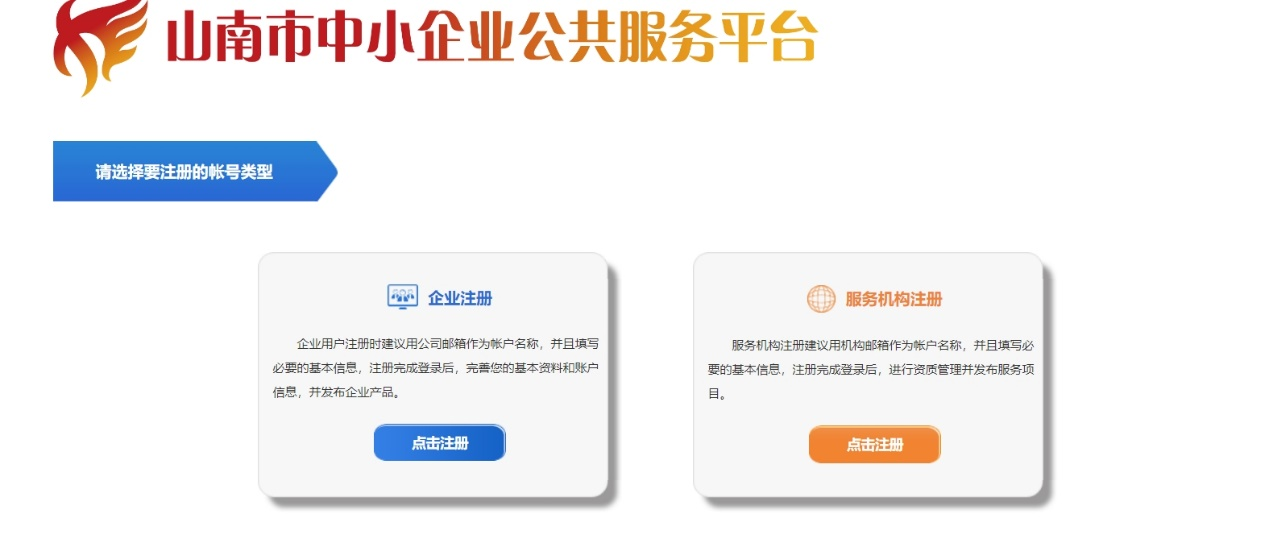 山南市中小企业公共服务平台
请选择要注册的帐号类型
企业注册
企业用户注册时建议用公司邮箱作为帐户名称，并且填写
必要的基本信息，注册完成登录后，完善您的基本资料和账户
信息，并发布企业产品。
点击注册
服务机构注册
服务机构注册建议用机构邮箱作为帐户名称，并且填写必
要的基本信息，注册完成登录后，进行资质管理并发布服务项
目。
点击注册